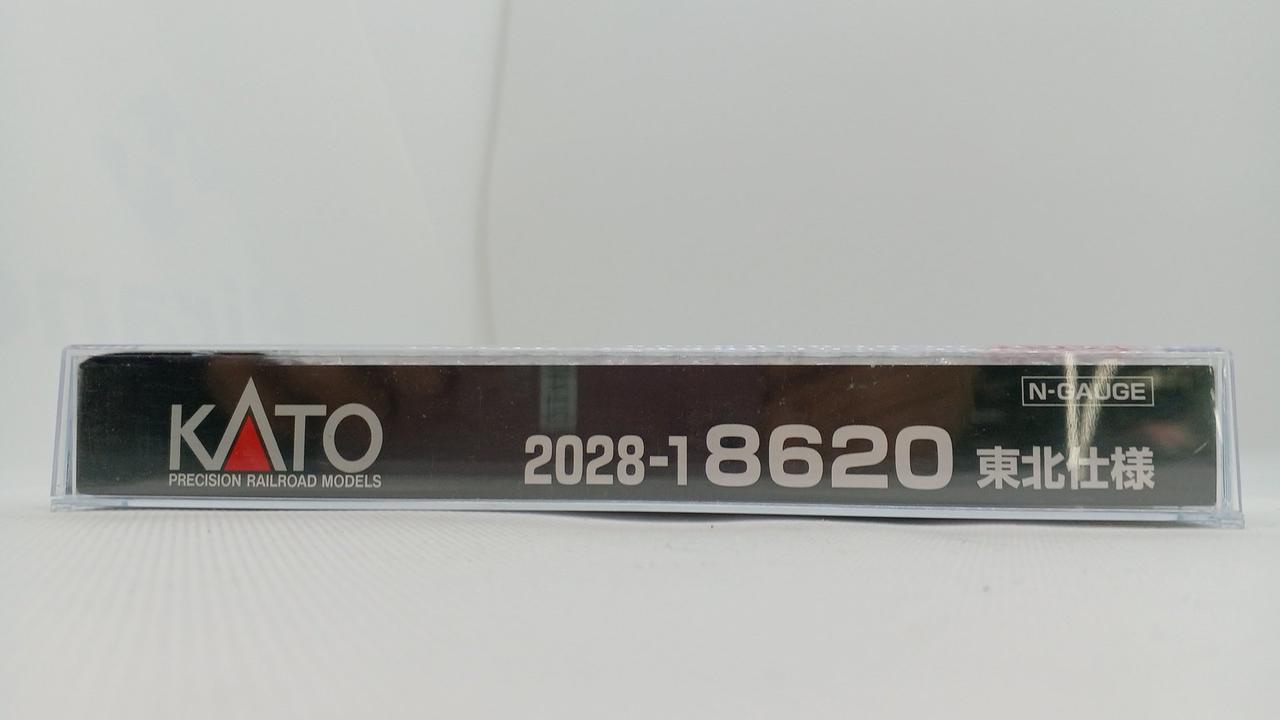 N-GAUGE
KATO
PRECISION RAILROAD MODELS
2028-1 8620 東北仕様